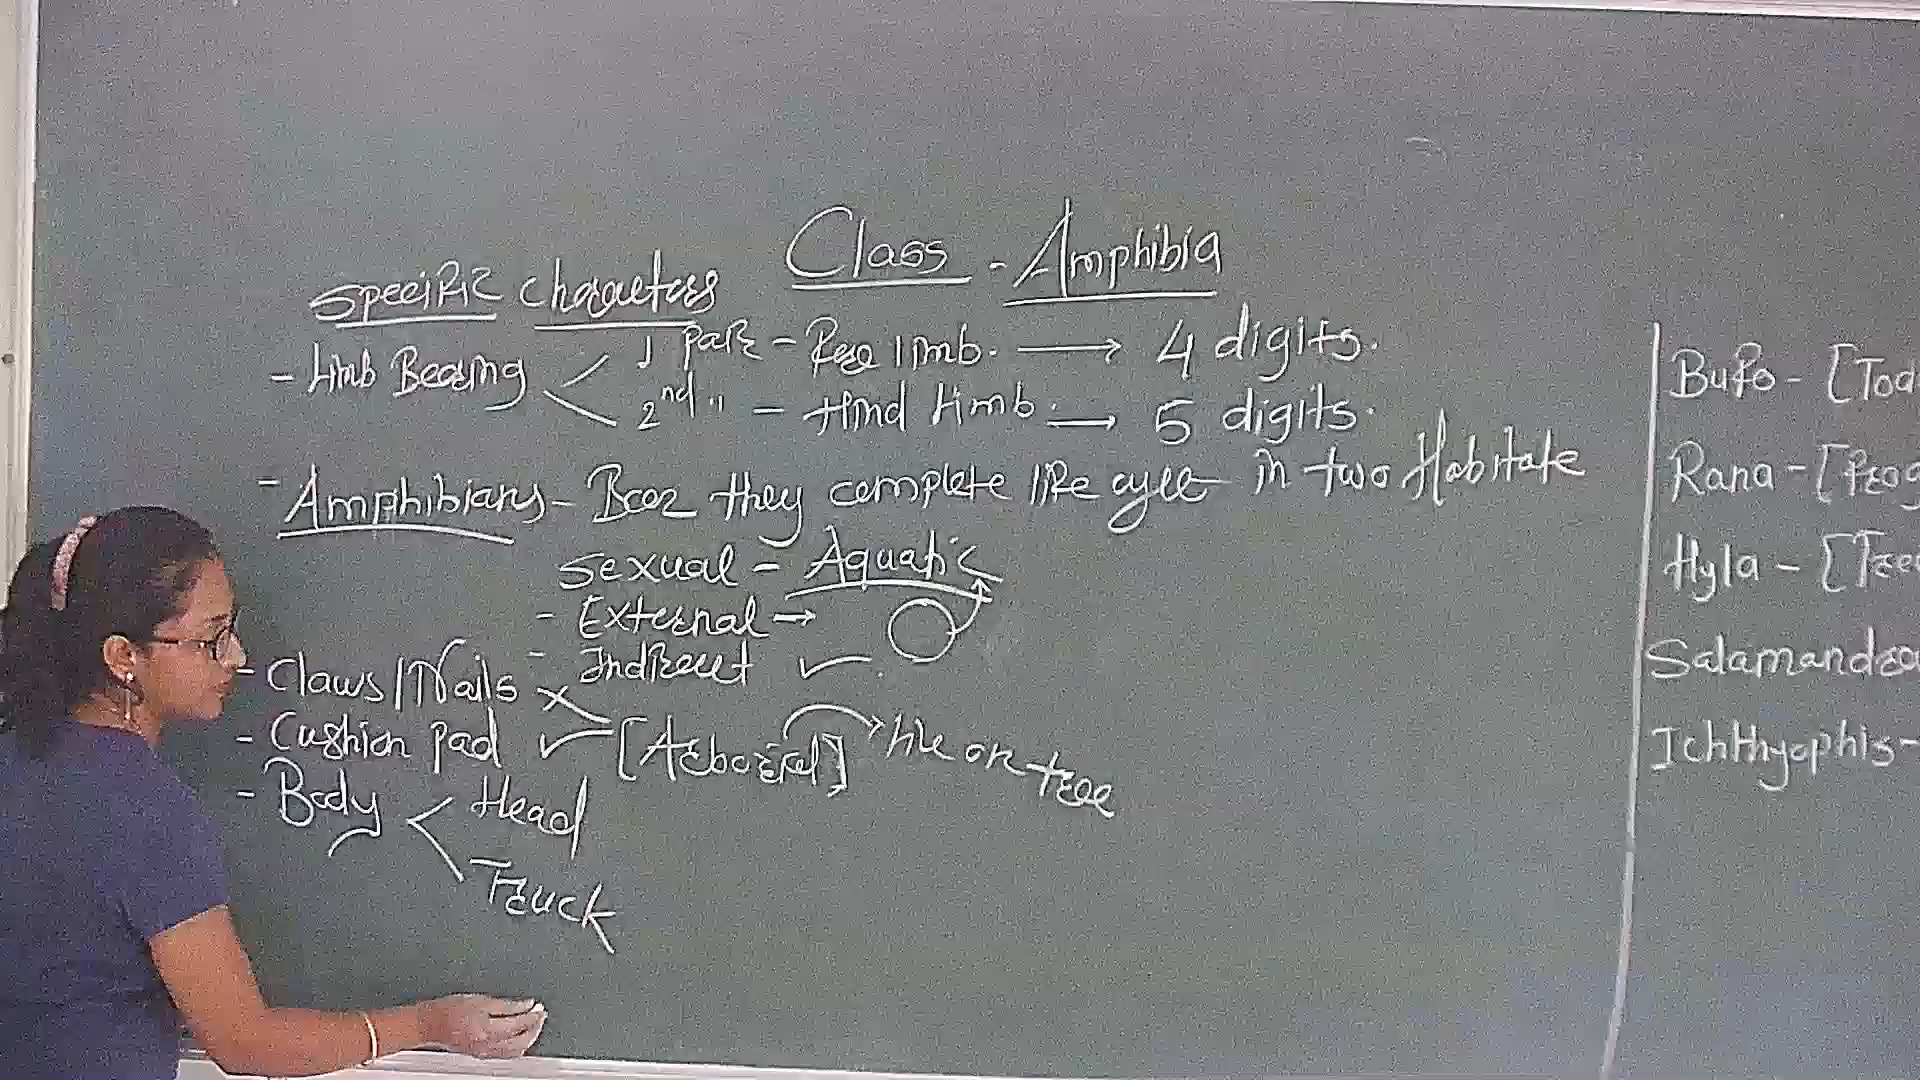 Class - Amphibia
Specific characters
- Limb Bearing
1 pair - Fore limb. → 4 digits.
2nd " - Hind Limb. → 5 digits.
- Amphibians - Bcoz they complete life cycle in two Habitate
Sexual - Aquatic
- External →
- Indirect ✓
- Claws/Nails ×
- Cushion pad ✓ [Arborial] → live on tree
- Body
Head
Truck
Bufo - [Toa
Rana - [Frog
Hyla - [Tree
Salamandra
Ichthyophis -